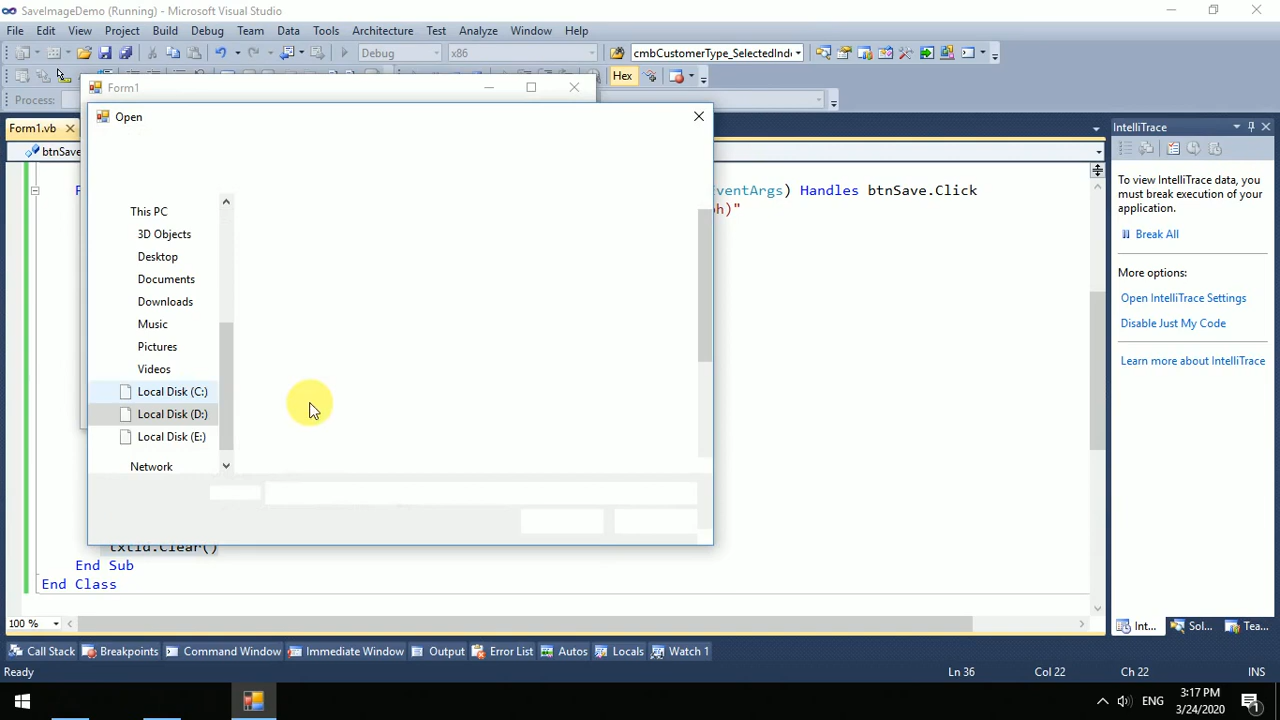 SaveImageDemo (Running) - Microsoft Visual Studio
File Edit View Project Build Debug Team Data Tools Architecture Test Analyze Window Help
Debug x86 cmbCustomerType_SelectedInde
Hex
Process:
Form1
Open
Form1.vb
btnSave
IntelliTrace
EventArgs) Handles btnSave.Click
ph)"
To view IntelliTrace data, you
must break execution of your
application.
Break All
More options:
Open IntelliTrace Settings
Disable Just My Code
Learn more about IntelliTrace
This PC
3D Objects
Desktop
Documents
Downloads
Music
Pictures
Videos
Local Disk (C:)
Local Disk (D:)
Local Disk (E:)
Network
txtId.Clear()
End Sub
End Class
100 %
Int... Sol... Tea...
Call Stack Breakpoints Command Window Immediate Window Output Error List Autos Locals Watch 1
Ready Ln 36 Col 22 Ch 22 INS
ENG
3:17 PM
3/24/2020
1